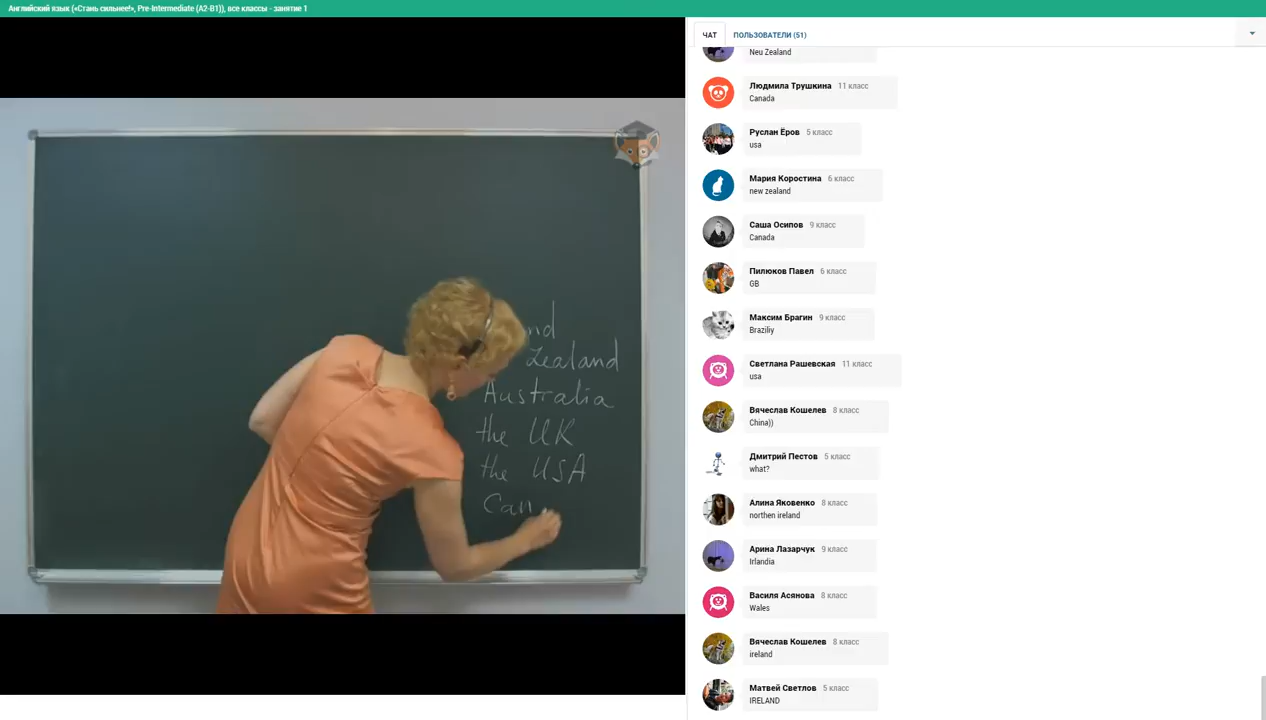 Английский язык («Стань сильнее!», Pre-Intermediate (A2-B1)), все классы - занятие 1
nd
Zealand
Australia
the UK
the USA
Can
ЧАТ
ПОЛЬЗОВАТЕЛИ (51)
Neu Zealand
Людмила Трушкина 11 класс
Canada
Руслан Ёров 5 класс
usa
Мария Коростина 6 класс
new zealand
Саша Осипов 9 класс
Canada
Пилюков Павел 6 класс
GB
Максим Брагин 9 класс
Braziliy
Светлана Рашевская 11 класс
usa
Вячеслав Кошелев 8 класс
China))
Дмитрий Пестов 5 класс
what?
Алина Яковенко 8 класс
northen ireland
Арина Лазарчук 9 класс
Irlandia
Василя Асянова 8 класс
Wales
Вячеслав Кошелев 8 класс
ireland
Матвей Светлов 5 класс
IRELAND